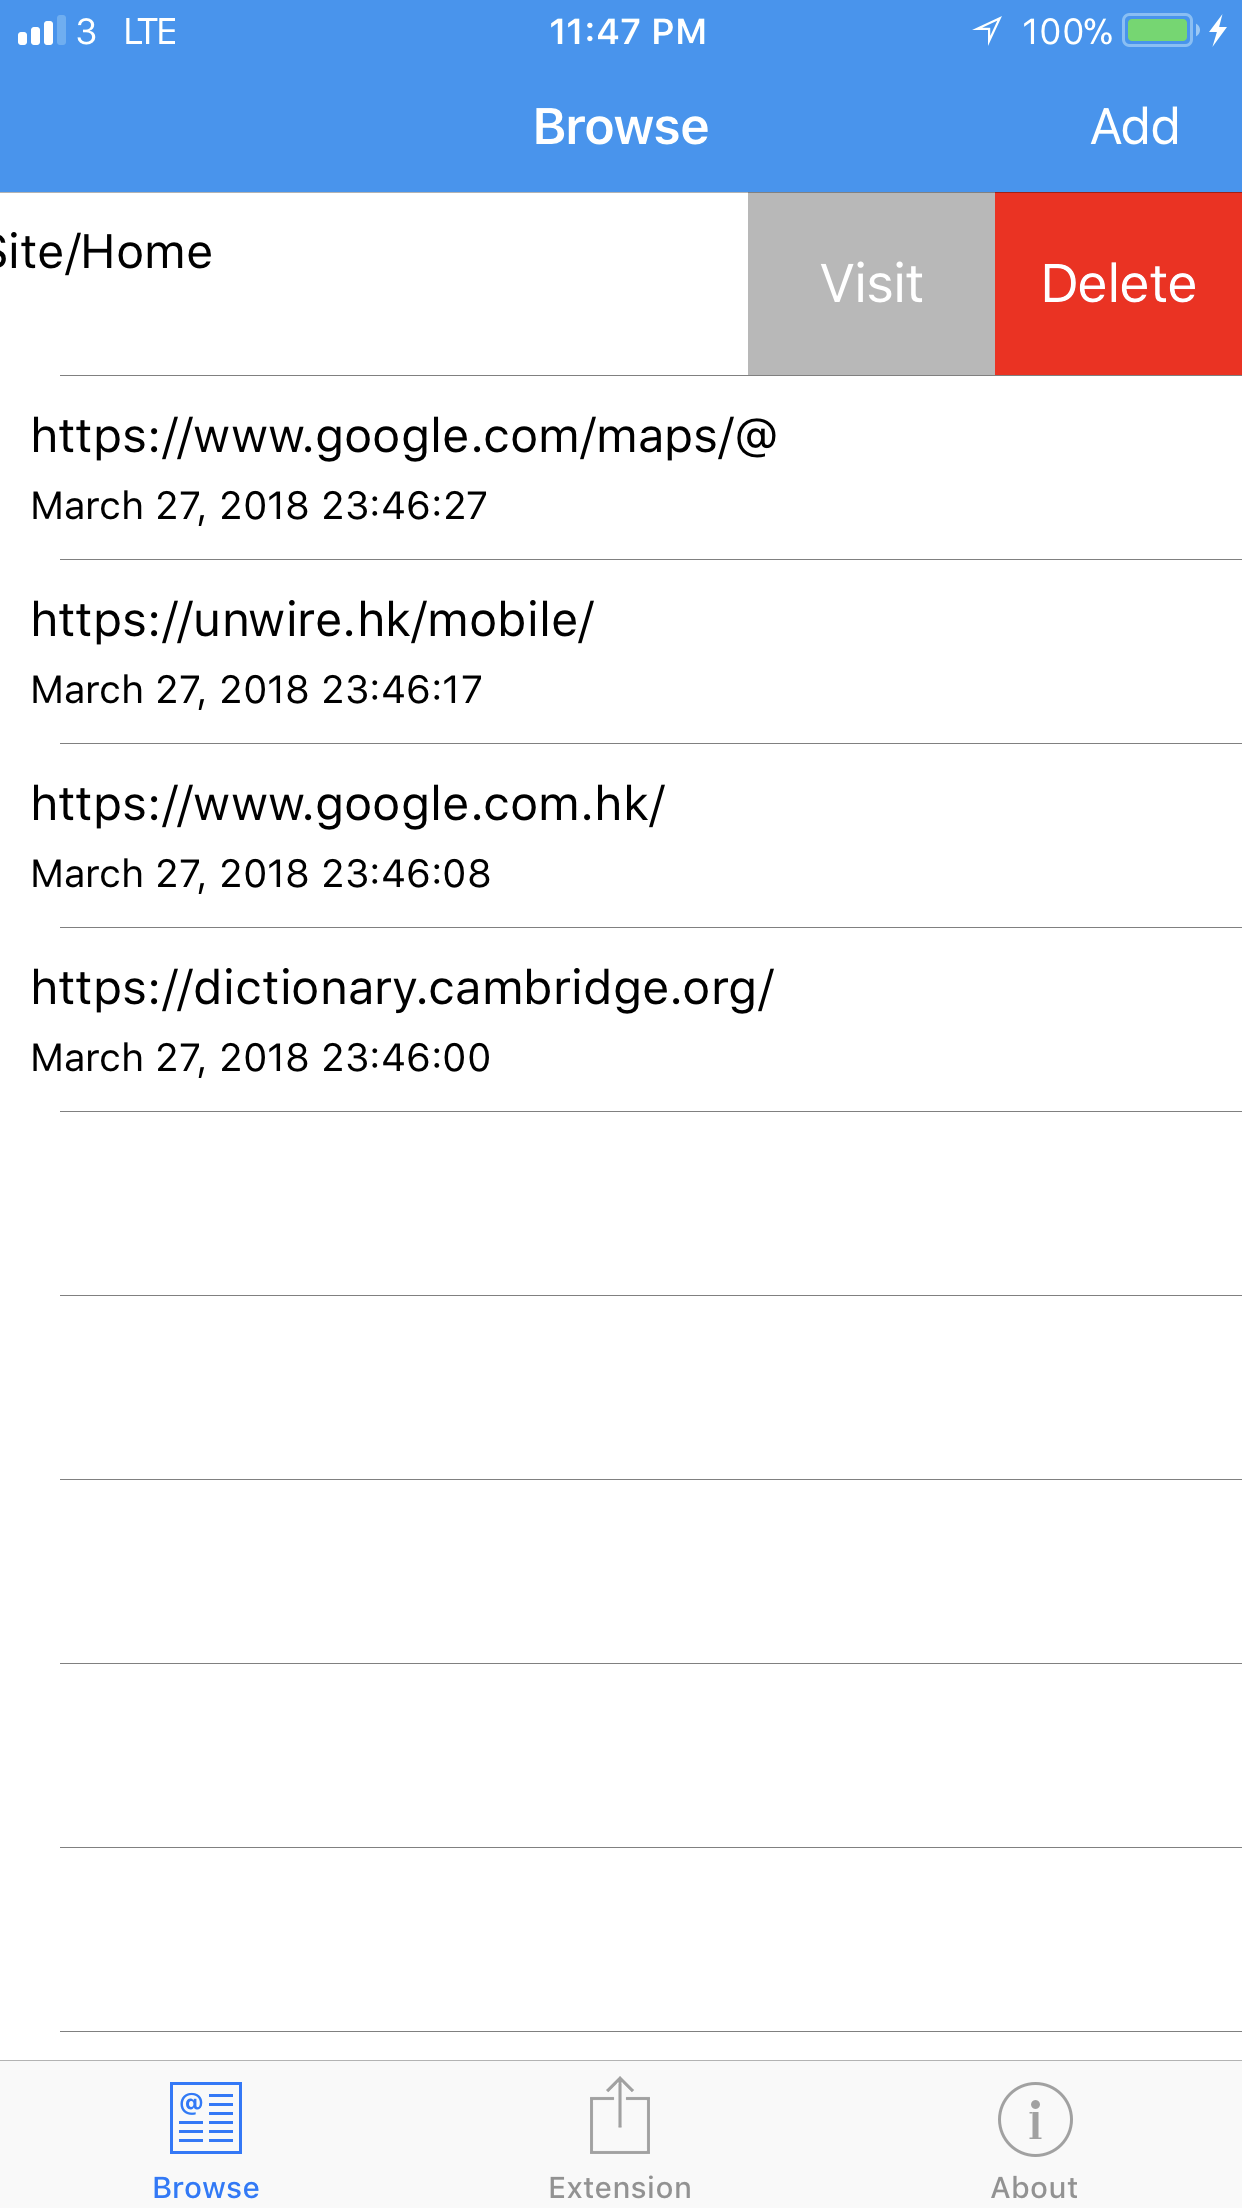 3 LTE 11:47 PM 100%
Browse Add
Site/Home
Visit Delete
https://www.google.com/maps/@
March 27, 2018 23:46:27
https://unwire.hk/mobile/
March 27, 2018 23:46:17
https://www.google.com.hk/
March 27, 2018 23:46:08
https://dictionary.cambridge.org/
March 27, 2018 23:46:00
Browse Extension About